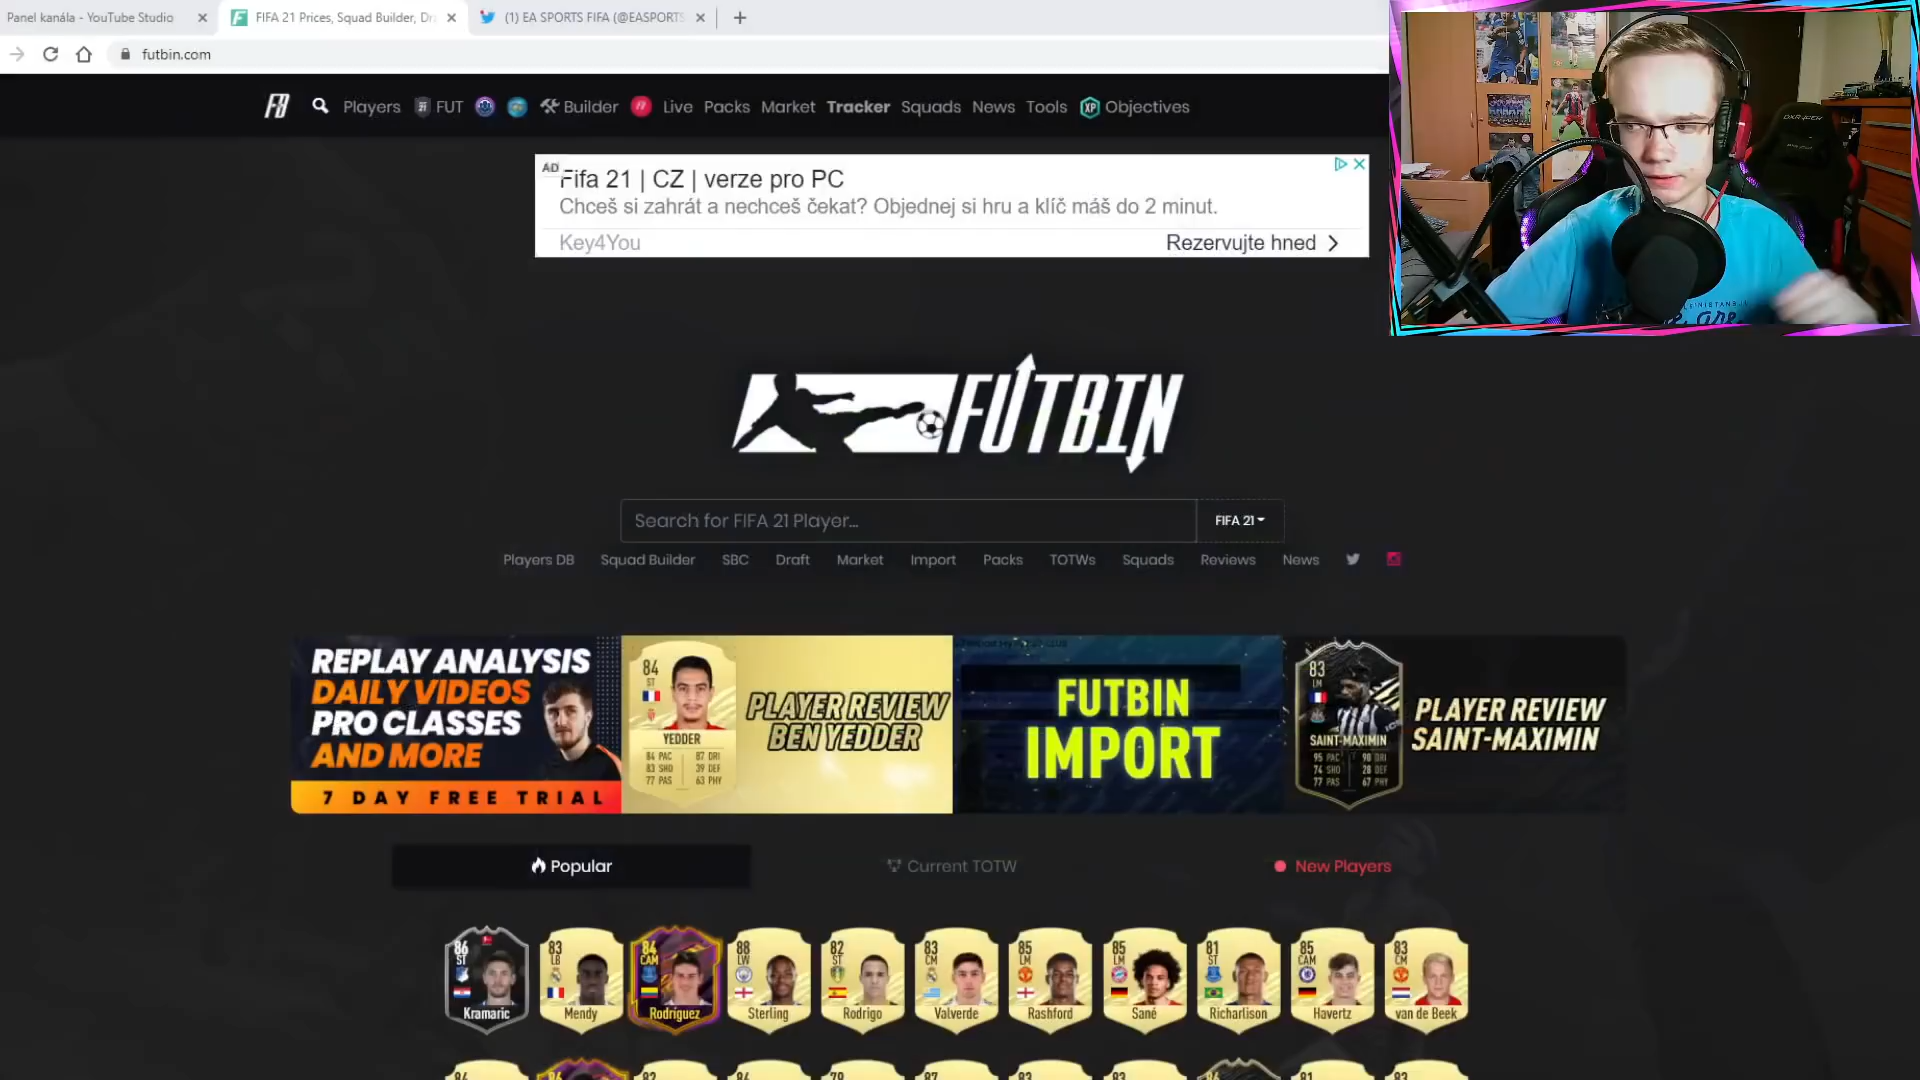 Panel kanála - YouTube Studio
FIFA 21 Prices, Squad Builder, Dr
(1) EA SPORTS FIFA (@EASPORTS
futbin.com
FB Players FUT Builder Live Packs Market Tracker Squads News Tools XP Objectives
AD
Fifa 21 | CZ | verze pro PC
Chceš si zahrát a nechceš čekat? Objednej si hru a klíč máš do 2 minut.
Key4You
Rezervujte hned
DXRACER
FUTBIN
Search for FIFA 21 Player...
FIFA 21
Players DB Squad Builder SBC Draft Market Import Packs TOTWs Squads Reviews News
REPLAY ANALYSIS
DAILY VIDEOS
PRO CLASSES
AND MORE
7 DAY FREE TRIAL
84
ST
YEDDER
84 PAC 87 DRI
83 SHO 39 DEF
77 PAS 63 PHY
PLAYER REVIEW
BEN YEDDER
FUTBIN
IMPORT
83
LM
SAINT-MAXIMIN
95 PAC 90 DRI
74 SHO 28 DEF
77 PAS 67 PHY
PLAYER REVIEW
SAINT-MAXIMIN
Popular
Current TOTW
New Players
86 ST Kramaric
83 LB Mendy
84 CAM Rodríguez
88 LW Sterling
82 ST Rodrigo
83 CM Valverde
85 LM Rashford
85 LM Sané
81 ST Richarlison
85 CAM Havertz
83 CM van de Beek